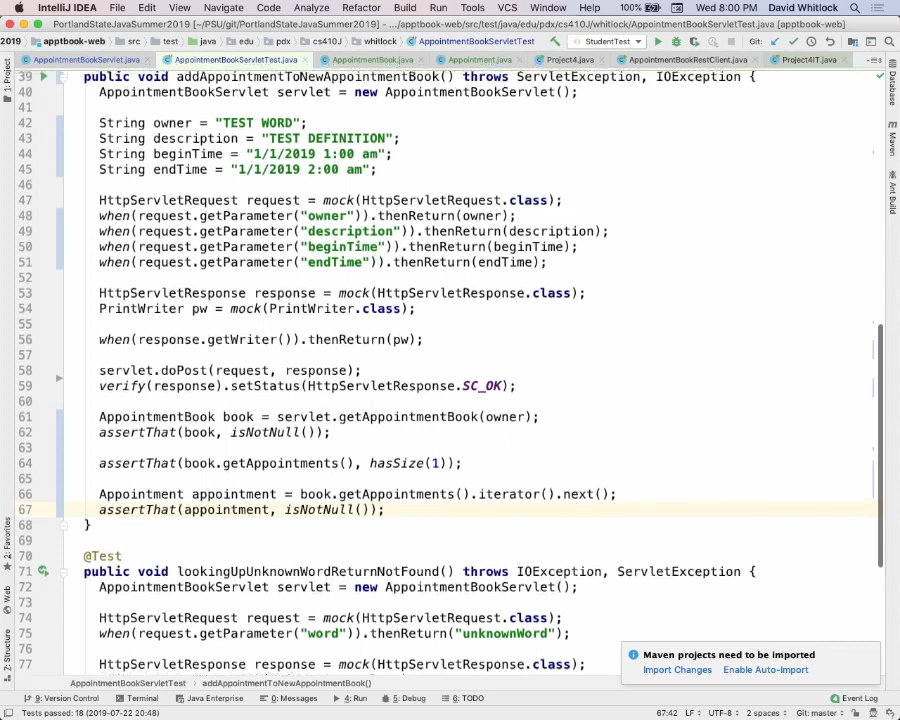 IntelliJ IDEA File Edit View Navigate Code Analyze Refactor Build Run Tools VCS Window Help 100% Wed 8:00 PM David Whitlock
PortlandStateJavaSummer2019 [~/PSU/git/PortlandStateJavaSummer2019] - .../apptbook-web/src/test/java/edu/pdx/cs410J/whitlock/AppointmentBookServletTest.java [apptbook-web]
2019 apptbook-web src test java edu pdx cs410J whitlock AppointmentBookServletTest StudentTest Git:
AppointmentBookServlet.java AppointmentBookServletTest.java AppointmentBook.java Appointment.java Project4.java AppointmentBookRestClient.java Project4IT.java
1: Project
Database
Maven
Ant Build
39 public void addAppointmentToNewAppointmentBook() throws ServletException, IOException {
40 AppointmentBookServlet servlet = new AppointmentBookServlet();
41
42 String owner = "TEST WORD";
43 String description = "TEST DEFINITION";
44 String beginTime = "1/1/2019 1:00 am";
45 String endTime = "1/1/2019 2:00 am";
46
47 HttpServletRequest request = mock(HttpServletRequest.class);
48 when(request.getParameter("owner")).thenReturn(owner);
49 when(request.getParameter("description")).thenReturn(description);
50 when(request.getParameter("beginTime")).thenReturn(beginTime);
51 when(request.getParameter("endTime")).thenReturn(endTime);
52
53 HttpServletResponse response = mock(HttpServletResponse.class);
54 PrintWriter pw = mock(PrintWriter.class);
55
56 when(response.getWriter()).thenReturn(pw);
57
58 servlet.doPost(request, response);
59 verify(response).setStatus(HttpServletResponse.SC_OK);
60
61 AppointmentBook book = servlet.getAppointmentBook(owner);
62 assertThat(book, isNotNull());
63
64 assertThat(book.getAppointments(), hasSize(1));
65
66 Appointment appointment = book.getAppointments().iterator().next();
67 assertThat(appointment, isNotNull());
68 }
69
70 @Test
71 public void lookingUpUnknownWordReturnNotFound() throws IOException, ServletException {
72 AppointmentBookServlet servlet = new AppointmentBookServlet();
73
74 HttpServletRequest request = mock(HttpServletRequest.class);
75 when(request.getParameter("word")).thenReturn("unknownWord");
76
77 HttpServletResponse response = mock(HttpServletResponse.class);
2: Favorites
Web
7: Structure
Maven projects need to be imported
Import Changes Enable Auto-Import
AppointmentBookServletTest addAppointmentToNewAppointmentBook()
9: Version Control Terminal Java Enterprise 0: Messages 4: Run 5: Debug 6: TODO Event Log
Tests passed: 18 (2019-07-22 20:48) 67:42 LF UTF-8 2 spaces Git: master